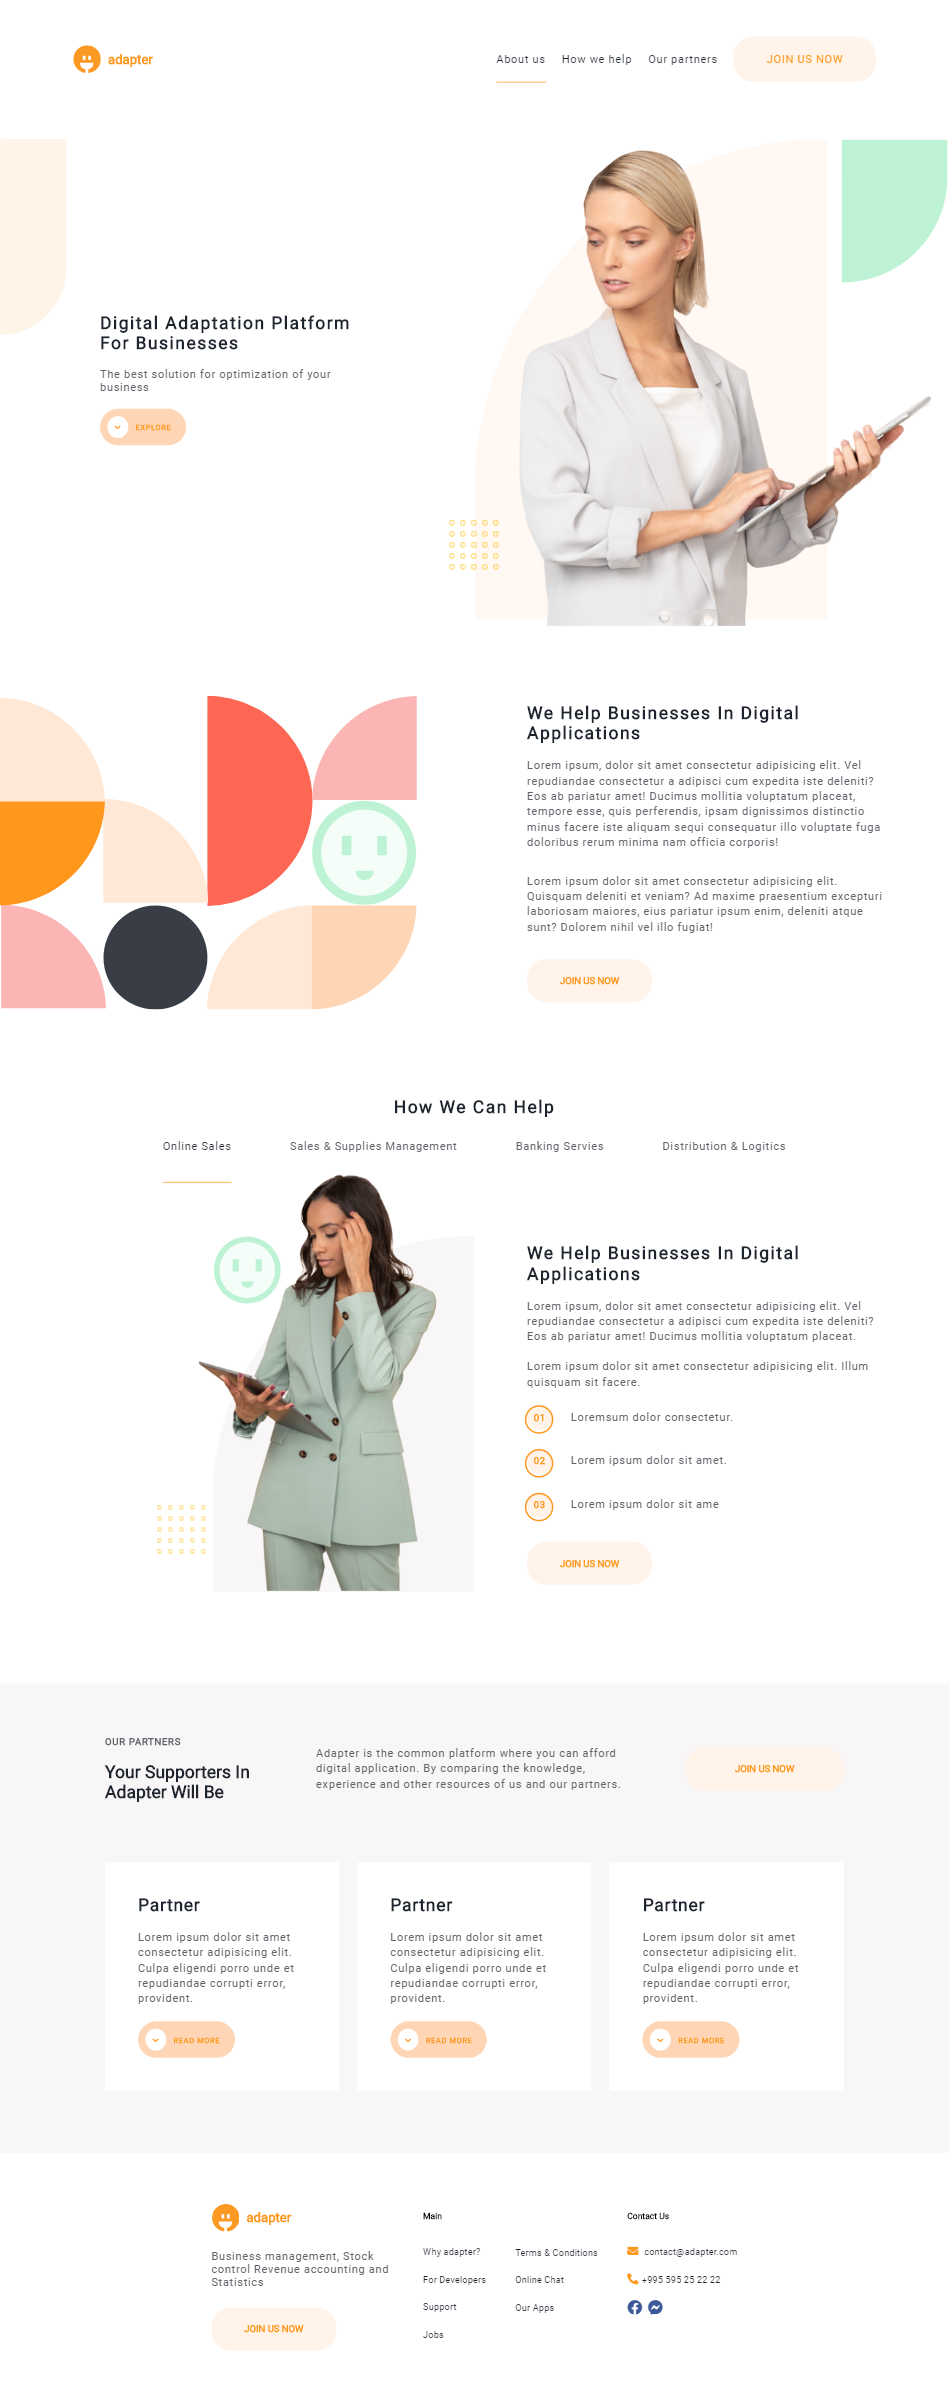 adapter
About us
How we help
Our partners
JOIN US NOW
Digital Adaptation Platform
For Businesses
The best solution for optimization of your
business
EXPLORE
We Help Businesses In Digital
Applications
Lorem ipsum, dolor sit amet consectetur adipisicing elit. Vel
repudiandae consectetur a adipisci cum expedita iste deleniti?
Eos ab pariatur amet! Ducimus mollitia voluptatum placeat,
tempore esse, quis perferendis, ipsam dignissimos distinctio
minus facere iste aliquam sequi consequatur illo voluptate fuga
doloribus rerum minima nam officia corporis!
Lorem ipsum dolor sit amet consectetur adipisicing elit.
Quisquam deleniti et veniam? Ad maxime praesentium excepturi
laboriosam maiores, eius pariatur ipsum enim, deleniti atque
sunt? Dolorem nihil vel illo fugiat!
JOIN US NOW
How We Can Help
Online Sales
Sales & Supplies Management
Banking Servies
Distribution & Logitics
We Help Businesses In Digital
Applications
Lorem ipsum, dolor sit amet consectetur adipisicing elit. Vel
repudiandae consectetur a adipisci cum expedita iste deleniti?
Eos ab pariatur amet! Ducimus mollitia voluptatum placeat.
Lorem ipsum dolor sit amet consectetur adipisicing elit. Illum
quisquam sit facere.
01 Loremsum dolor consectetur.
02 Lorem ipsum dolor sit amet.
03 Lorem ipsum dolor sit ame
JOIN US NOW
OUR PARTNERS
Your Supporters In
Adapter Will Be
Adapter is the common platform where you can afford
digital application. By comparing the knowledge,
experience and other resources of us and our partners.
JOIN US NOW
Partner
Lorem ipsum dolor sit amet
consectetur adipisicing elit.
Culpa eligendi porro unde et
repudiandae corrupti error,
provident.
READ MORE
Partner
Lorem ipsum dolor sit amet
consectetur adipisicing elit.
Culpa eligendi porro unde et
repudiandae corrupti error,
provident.
READ MORE
Partner
Lorem ipsum dolor sit amet
consectetur adipisicing elit.
Culpa eligendi porro unde et
repudiandae corrupti error,
provident.
READ MORE
adapter
Business management, Stock
control Revenue accounting and
Statistics
JOIN US NOW
Main
Why adapter?
For Developers
Support
Jobs
Terms & Conditions
Online Chat
Our Apps
Contact Us
contact@adapter.com
+995 595 25 22 22